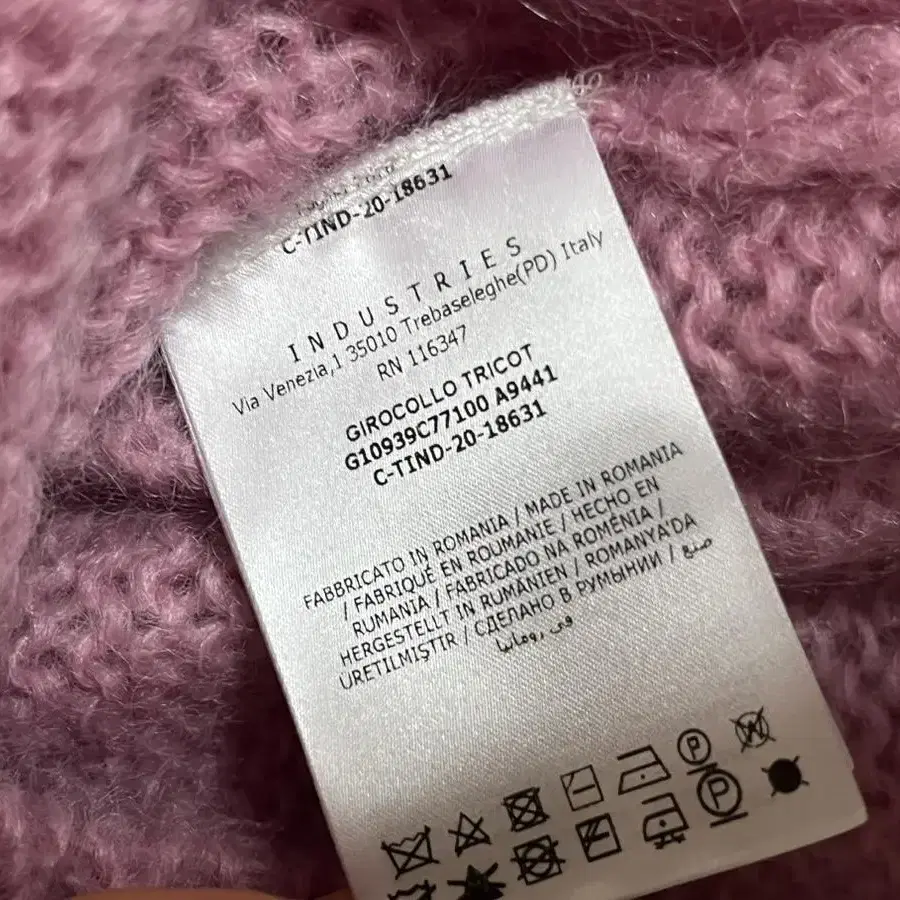 C-TIND-20-18631
INDUSTRIES
Via Venezia,1 35010 Trebaseleghe(PD) Italy
RN 116347
GIROCOLLO TRICOT
G10939C77100 A9441
C-TIND-20-18631
FABBRICATO IN ROMANIA / MADE IN ROMANIA
/ FABRIQUÉ EN ROUMANIE / HECHO EN
RUMANIA / FABRICADO NA ROMÉNIA /
HERGESTELLT IN RUMÄNIEN / ROMANYA'DA
ÜRETILMIŞTIR / СДЕЛАНО В РУМЫНИИ / صنع
في رومانيا
P W
P